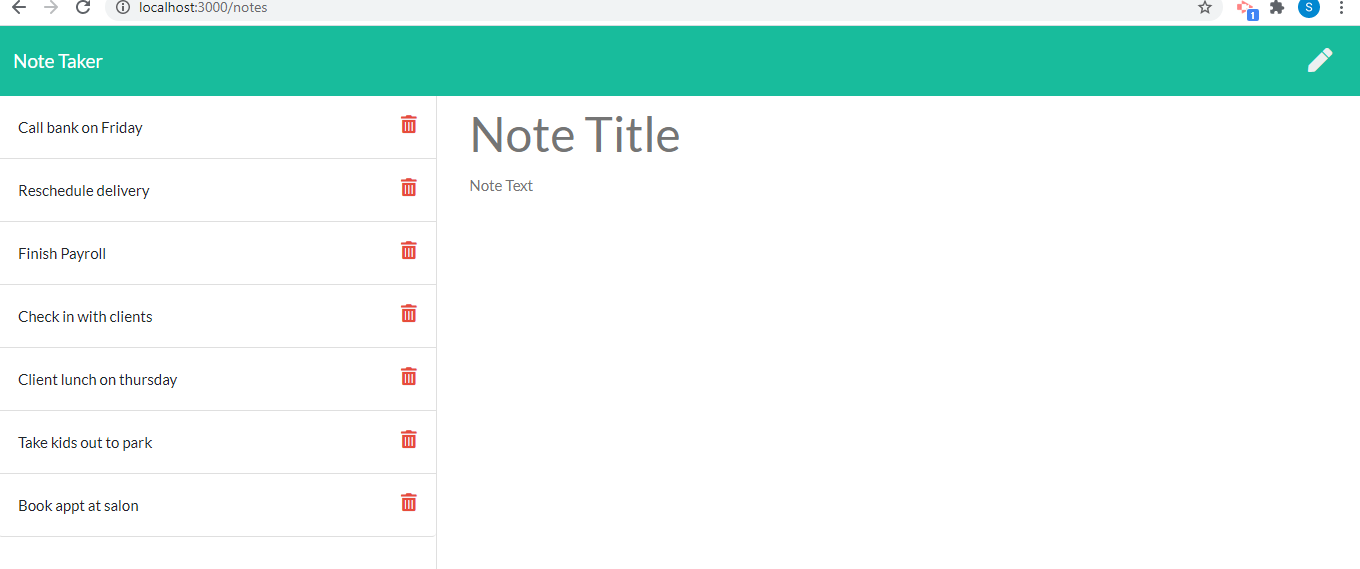 localhost:3000/notes
S
1
Note Taker
Call bank on Friday
Reschedule delivery
Finish Payroll
Check in with clients
Client lunch on thursday
Take kids out to park
Book appt at salon
Note Title
Note Text